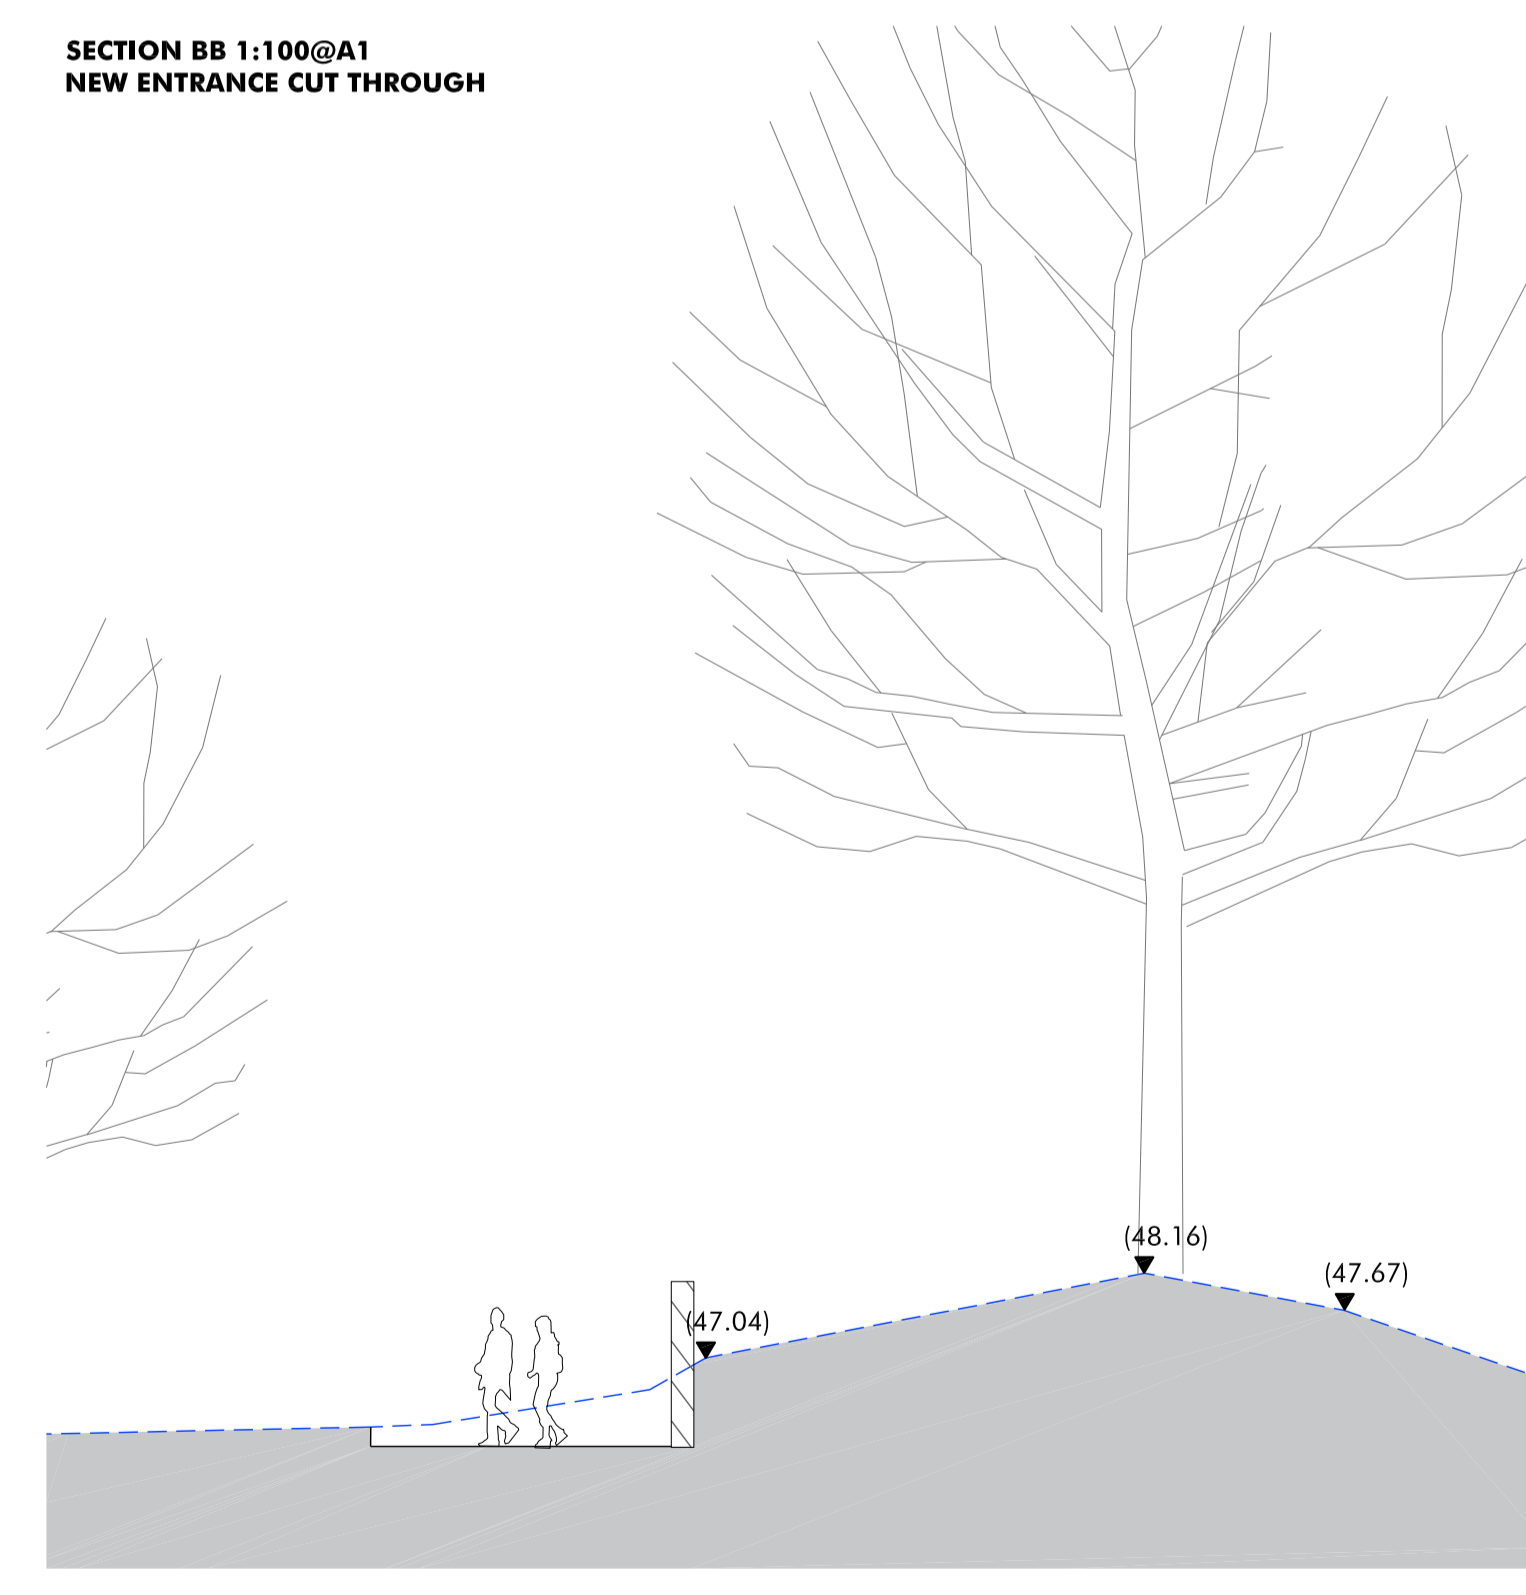 SECTION BB 1:100@A1
NEW ENTRANCE CUT THROUGH
(48.16)
(47.67)
(47.04)